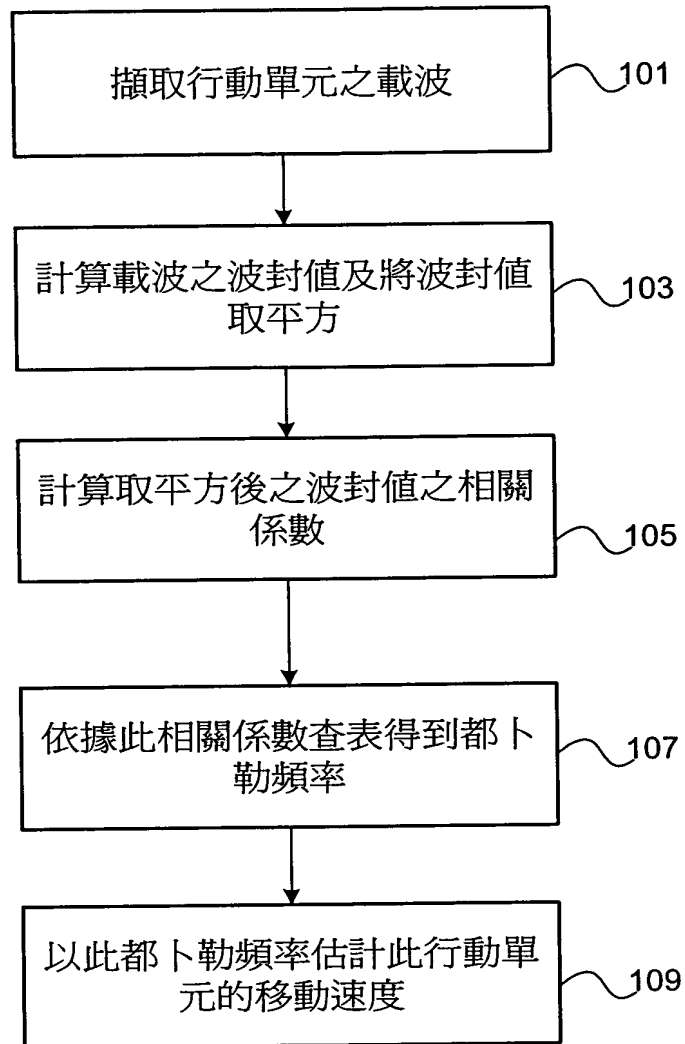 擷取行動單元之載波
101
計算載波之波封值及將波封值
取平方
103
計算取平方後之波封值之相關
係數
105
依據此相關係數查表得到都卜
勒頻率
107
以此都卜勒頻率估計此行動單
元的移動速度
109